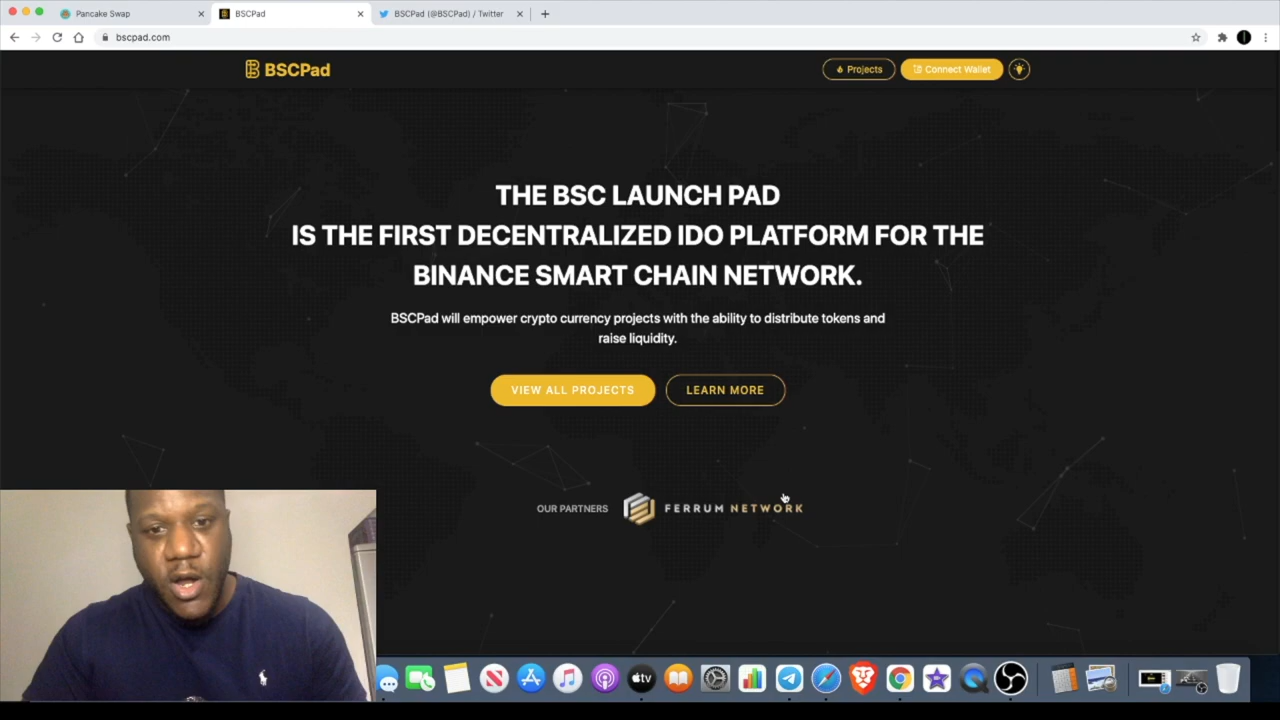 Pancake Swap
BSCPad
BSCPad (@BSCPad) / Twitter
bscpad.com
BSCPad
Projects
Connect Wallet
THE BSC LAUNCH PAD
IS THE FIRST DECENTRALIZED IDO PLATFORM FOR THE
BINANCE SMART CHAIN NETWORK.
BSCPad will empower crypto currency projects with the ability to distribute tokens and
raise liquidity.
VIEW ALL PROJECTS
LEARN MORE
OUR PARTNERS
FERRUM NETWORK
tv